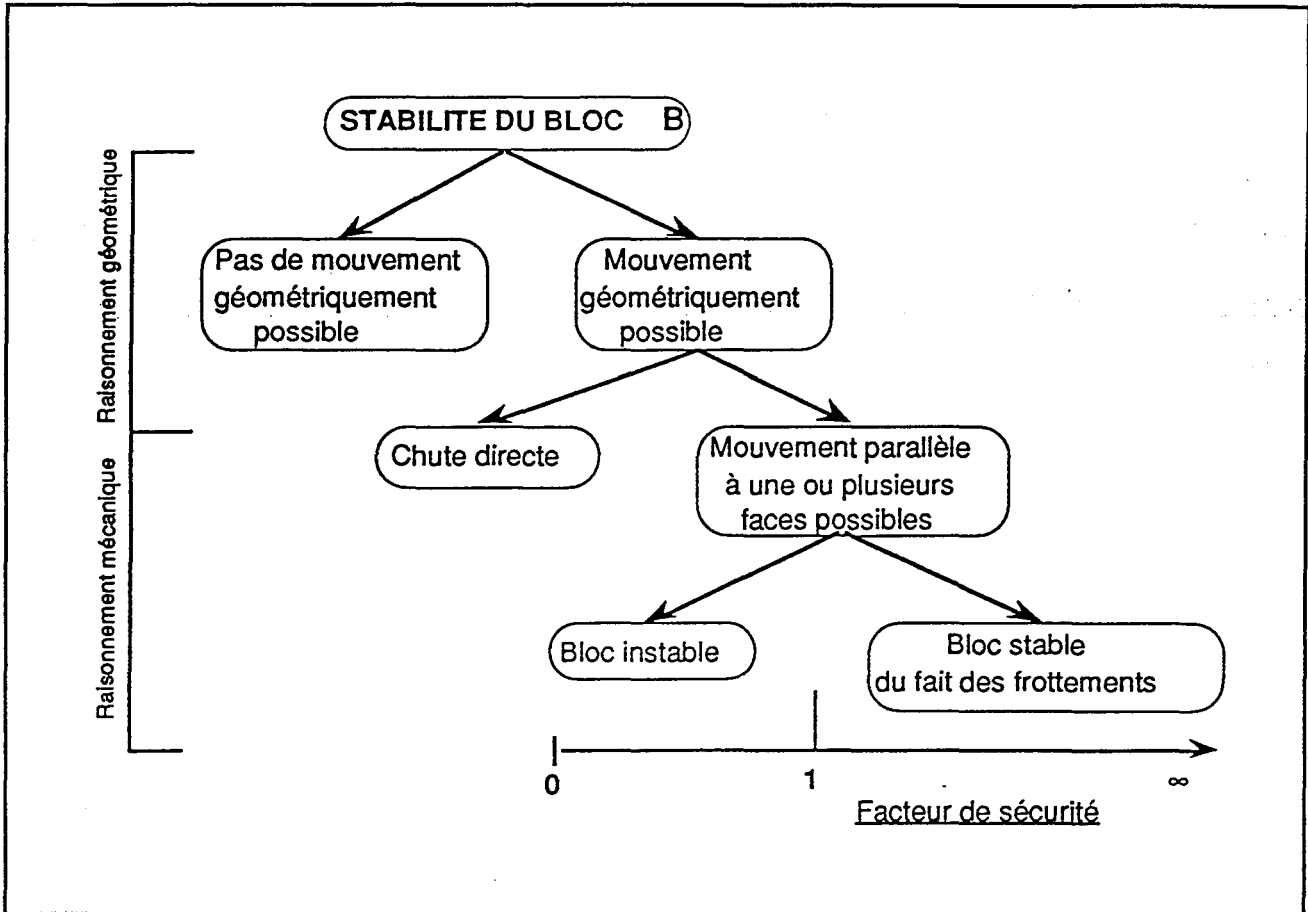 STABILITE DU BLOC B
Raisonnement géométrique
Pas de mouvement
géométriquement
possible
Mouvement
géométriquement
possible
Raisonnement mécanique
Chute directe
Mouvement parallèle
à une ou plusieurs
faces possibles
Bloc instable
Bloc stable
du fait des frottements
0
1
∞
Facteur de sécurité